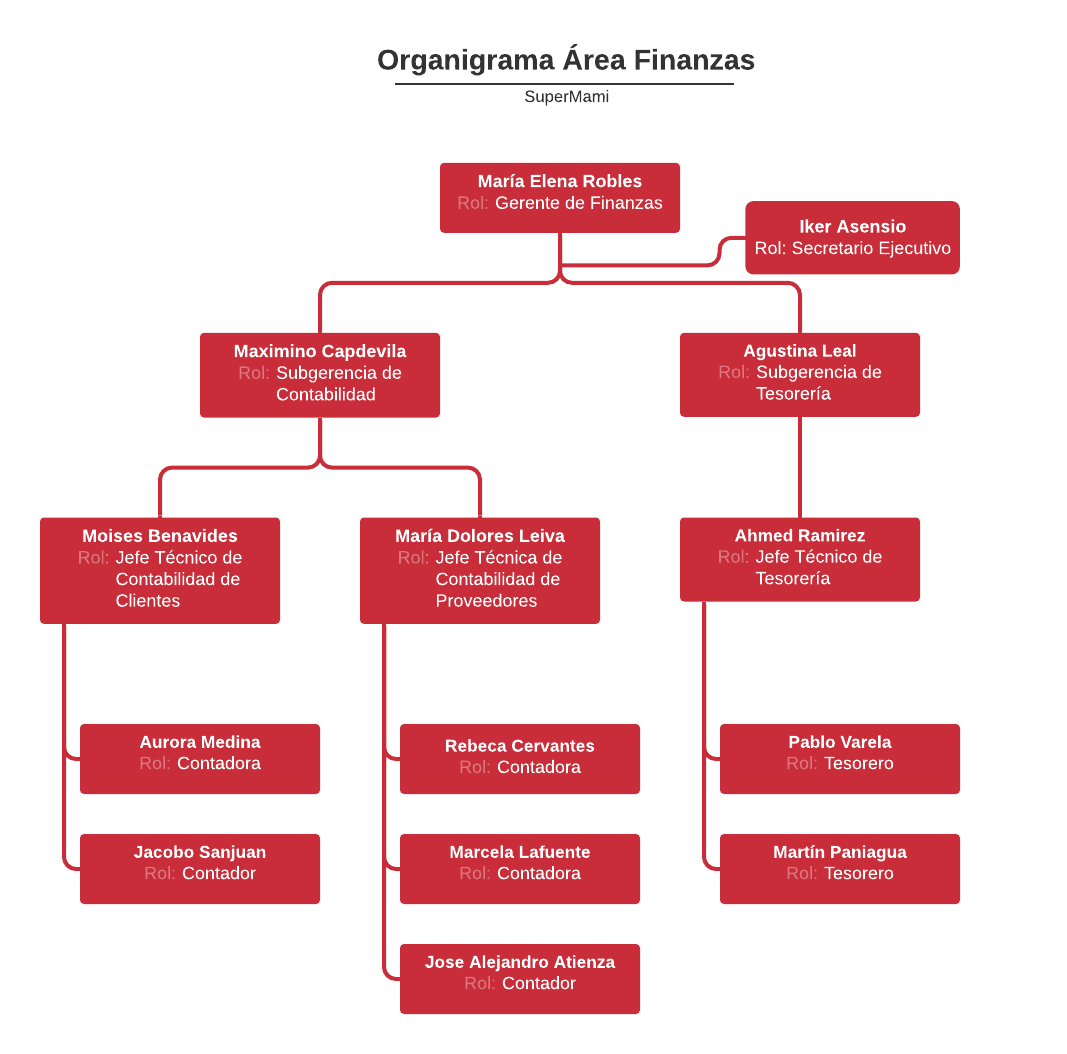 Organigrama Área Finanzas
SuperMami
María Elena Robles
Rol: Gerente de Finanzas
Iker Asensio
Rol: Secretario Ejecutivo
Maximino Capdevila
Rol: Subgerencia de
Contabilidad
Agustina Leal
Rol: Subgerencia de
Tesorería
Moises Benavides
Rol: Jefe Técnico de
Contabilidad de
Clientes
María Dolores Leiva
Rol: Jefe Técnica de
Contabilidad de
Proveedores
Ahmed Ramirez
Rol: Jefe Técnico de
Tesorería
Aurora Medina
Rol: Contadora
Rebeca Cervantes
Rol: Contadora
Pablo Varela
Rol: Tesorero
Jacobo Sanjuan
Rol: Contador
Marcela Lafuente
Rol: Contadora
Martín Paniagua
Rol: Tesorero
Jose Alejandro Atienza
Rol: Contador